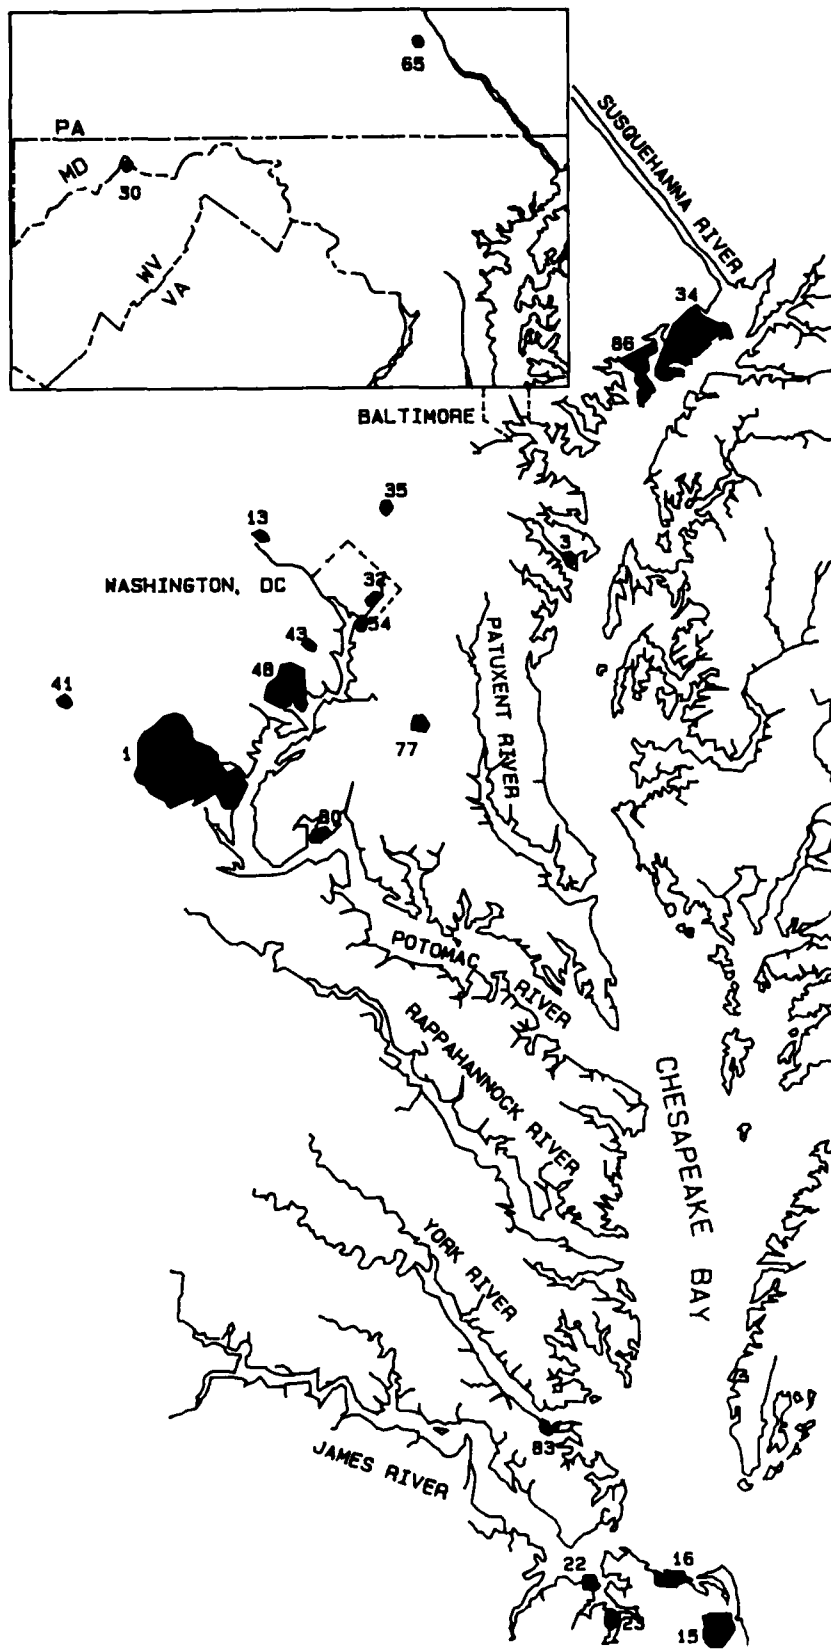 65
PA
MD
30
WV
VA
SUSQUEHANNA RIVER
34
86
BALTIMORE
35
13
3
WASHINGTON, DC
32
54
43
48
41
PATUXENT RIVER
1
77
80
POTOMAC RIVER
RAPPAHANNOCK RIVER
CHESAPEAKE BAY
YORK RIVER
83
JAMES RIVER
22
16
23
15